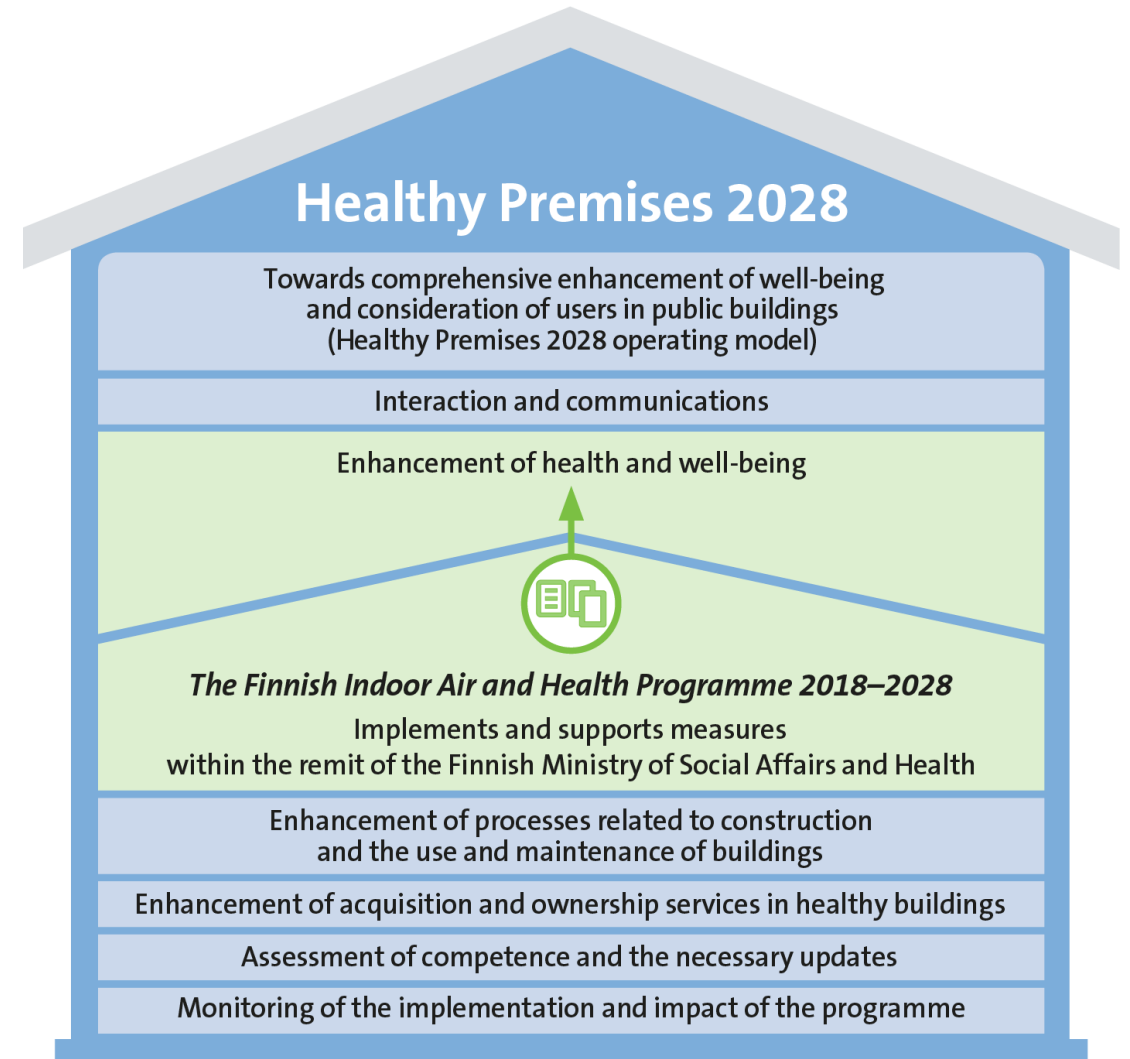 Healthy Premises 2028
Towards comprehensive enhancement of well-being
and consideration of users in public buildings
(Healthy Premises 2028 operating model)
Interaction and communications
Enhancement of health and well-being
The Finnish Indoor Air and Health Programme 2018–2028
Implements and supports measures
within the remit of the Finnish Ministry of Social Affairs and Health
Enhancement of processes related to construction
and the use and maintenance of buildings
Enhancement of acquisition and ownership services in healthy buildings
Assessment of competence and the necessary updates
Monitoring of the implementation and impact of the programme